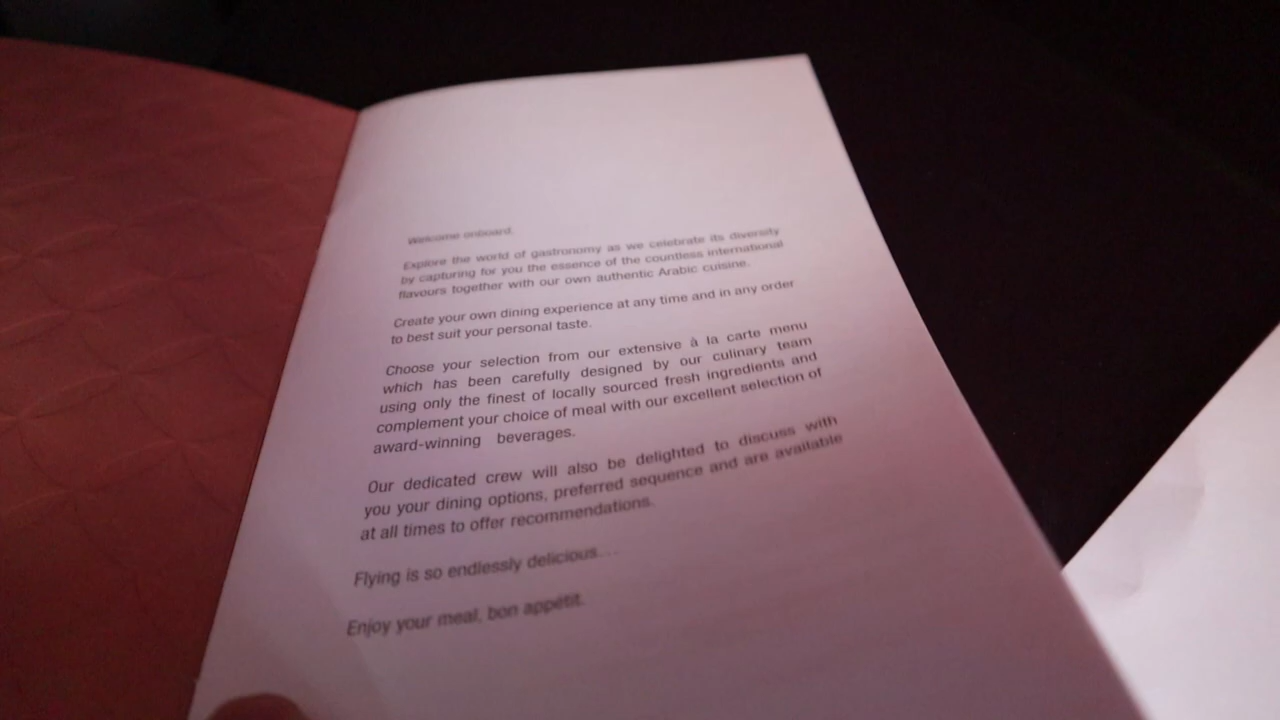 Welcome onboard.
Explore the world of gastronomy as we celebrate its diversity
by capturing for you the essence of the countless international
flavours together with our own authentic Arabic cuisine.
Create your own dining experience at any time and in any order
to best suit your personal taste.
Choose your selection from our extensive à la carte menu
which has been carefully designed by our culinary team
using only the finest of locally sourced fresh ingredients and
complement your choice of meal with our excellent selection of
award-winning beverages.
Our dedicated crew will also be delighted to discuss with
you your dining options, preferred sequence and are available
at all times to offer recommendations.
Flying is so endlessly delicious...
Enjoy your meal, bon appétit.